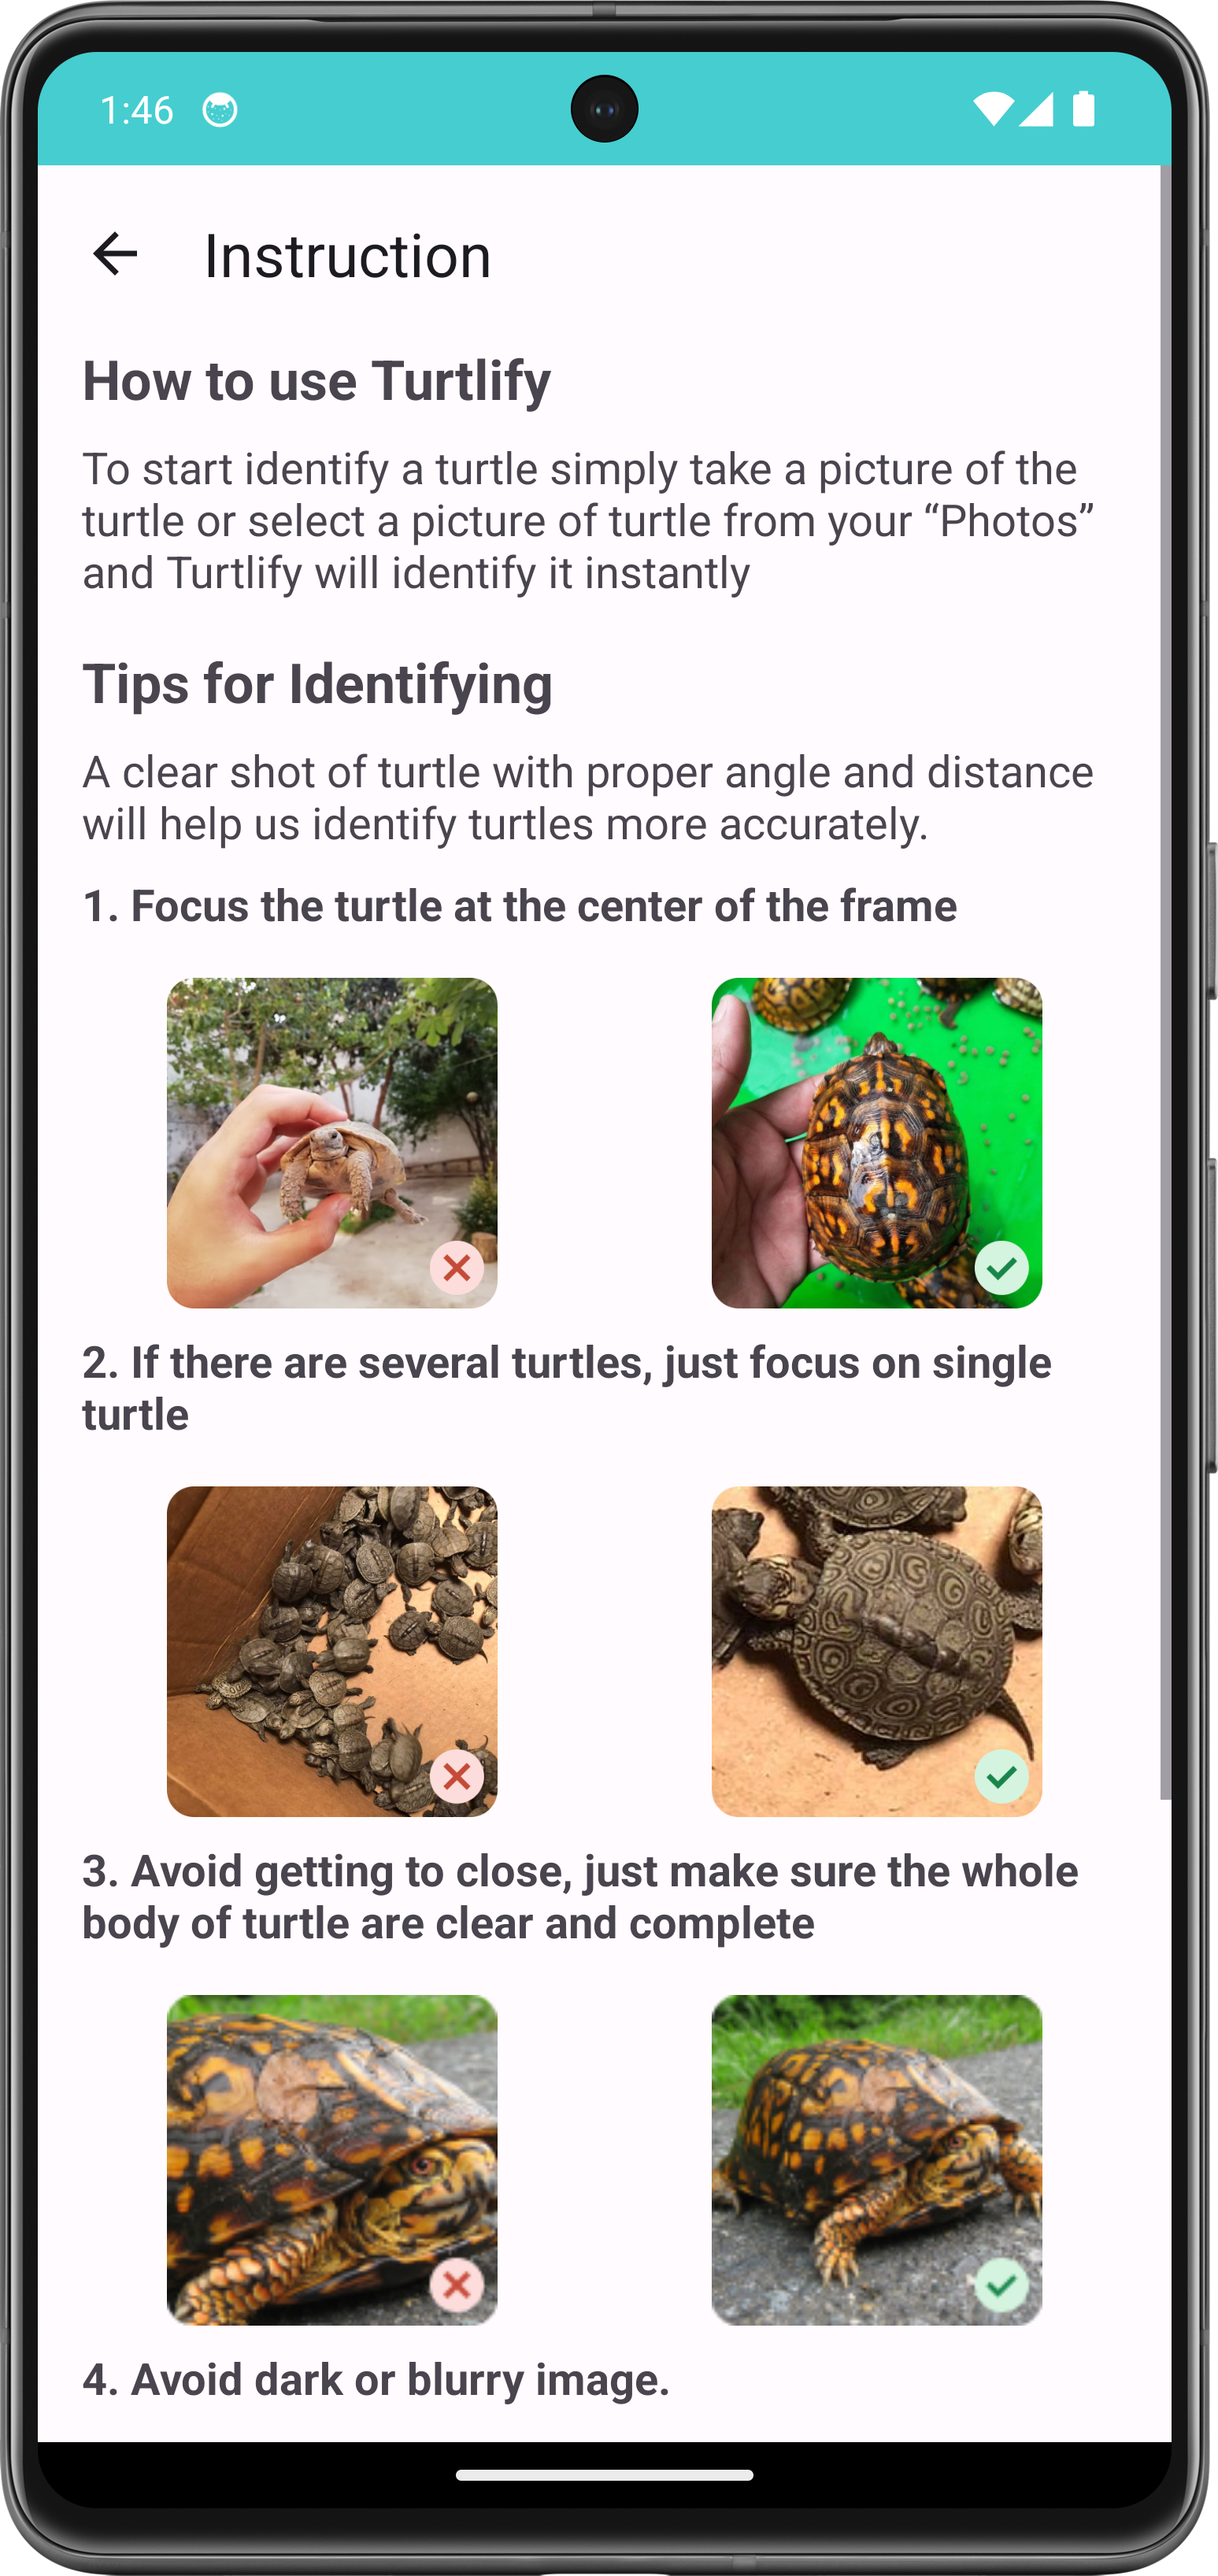 1:46
Instruction
How to use Turtlify
To start identify a turtle simply take a picture of the
turtle or select a picture of turtle from your “Photos”
and Turtlify will identify it instantly
Tips for Identifying
A clear shot of turtle with proper angle and distance
will help us identify turtles more accurately.
1. Focus the turtle at the center of the frame
2. If there are several turtles, just focus on single
turtle
3. Avoid getting to close, just make sure the whole
body of turtle are clear and complete
4. Avoid dark or blurry image.